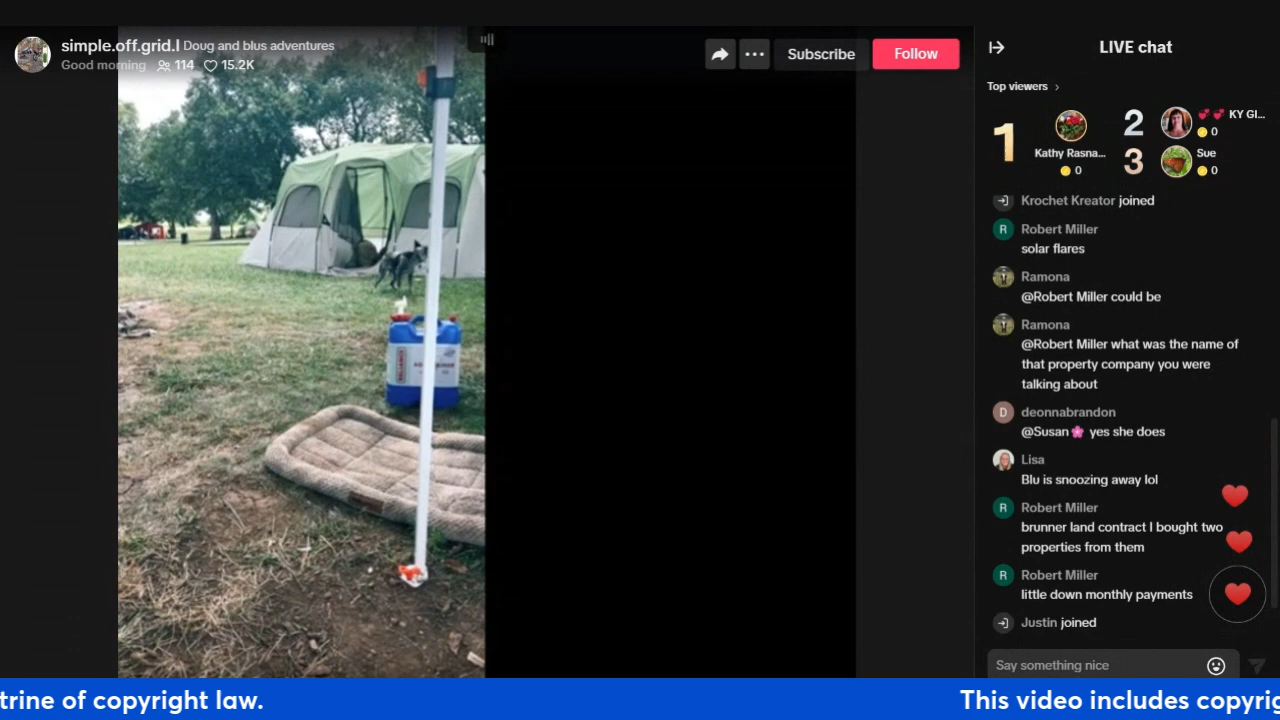 simple.off.grid.l Doug and blus adventures
Good morning 114 15.2K
Subscribe
Follow
LIVE chat
Top viewers
1
Kathy Rasna...
0
2
KY GI...
0
3
Sue
0
Krochet Kreator joined
R
Robert Miller
solar flares
Ramona
@Robert Miller could be
Ramona
@Robert Miller what was the name of
that property company you were
talking about
D
deonnabrandon
@Susan🌸 yes she does
Lisa
Blu is snoozing away lol
R
Robert Miller
brunner land contract I bought two
properties from them
R
Robert Miller
little down monthly payments
Justin joined
Say something nice
trine of copyright law.
This video includes copyrig